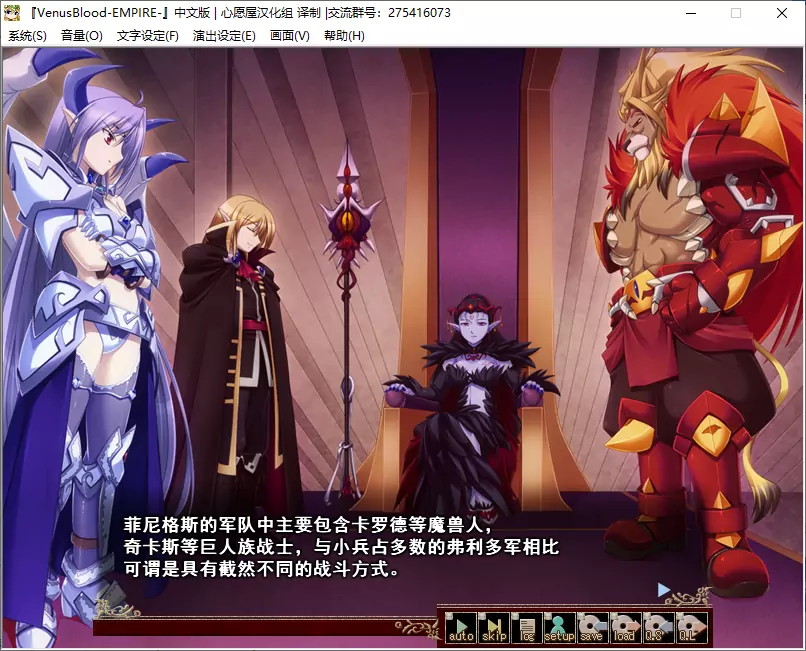 『VenusBlood-EMPIRE-』中文版 | 心愿屋汉化组 译制 |交流群号：275416073
系统(S) 音量(O) 文字设定(F) 演出设定(E) 画面(V) 帮助(H)
菲尼格斯的军队中主要包含卡罗德等魔兽人，
奇卡斯等巨人族战士，与小兵占多数的弗利多军相比
可谓是具有截然不同的战斗方式。
auto skip log setup save load Q.S Q.L